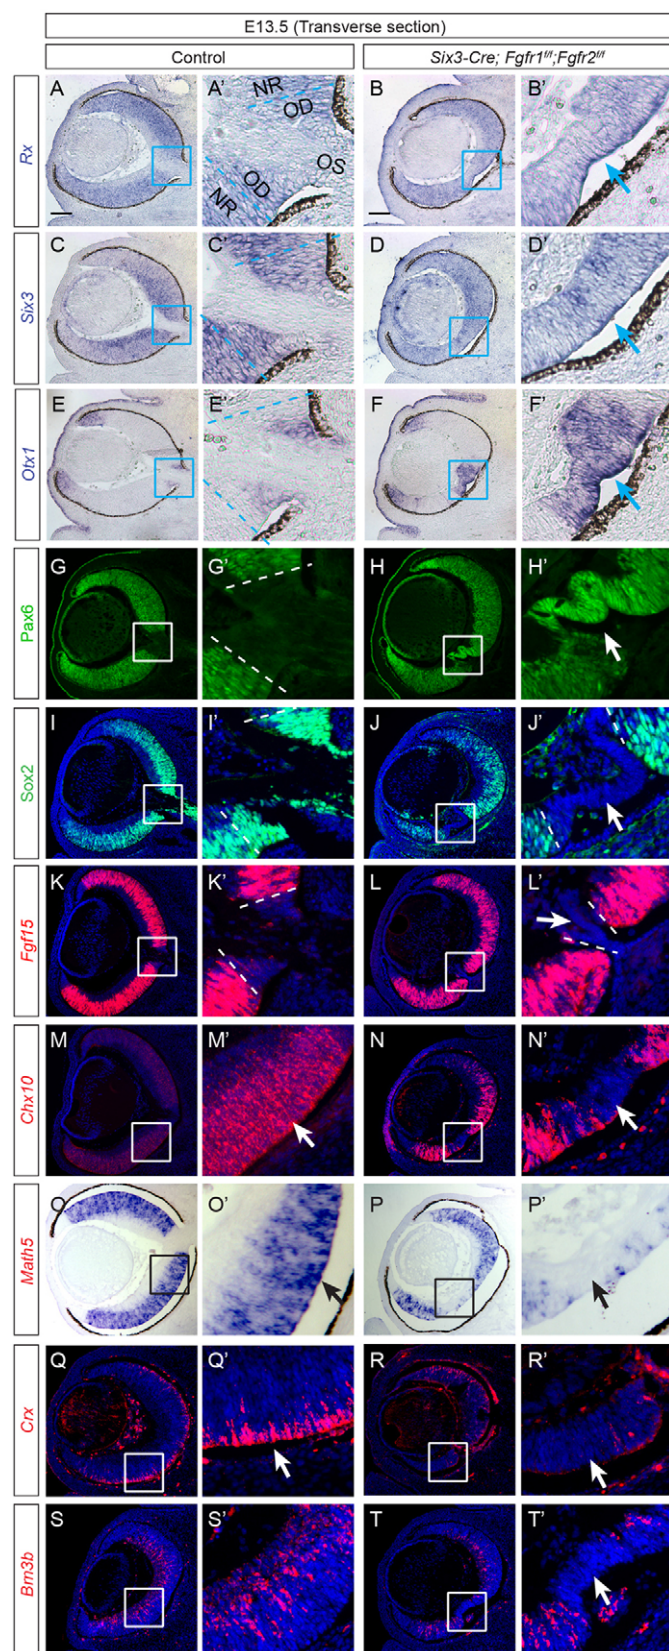 E13.5 (Transverse section)
Control
Six3-Cre; Fgfr1f/f;Fgfr2f/f
Rx
A
A'
NR
OD
OS
OD
NR
B
B'
Six3
C
C'
D
D'
Otx1
E
E'
F
F'
Pax6
G
G'
H
H'
Sox2
I
I'
J
J'
Fgf15
K
K'
L
L'
Chx10
M
M'
N
N'
Math5
O
O'
P
P'
Crx
Q
Q'
R
R'
Brn3b
S
S'
T
T'